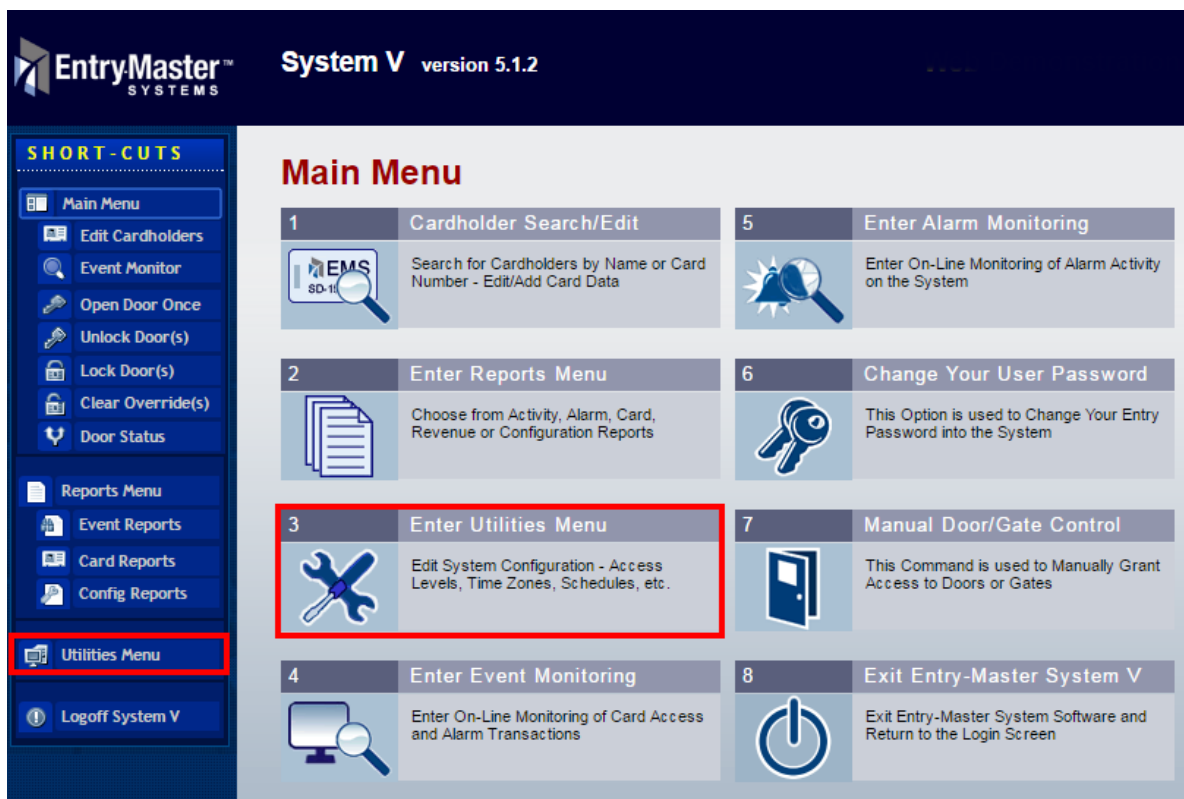 EntryMaster™
SYSTEMS
System V version 5.1.2
SHORT-CUTS
Main Menu
Edit Cardholders
Event Monitor
Open Door Once
Unlock Door(s)
Lock Door(s)
Clear Override(s)
Door Status
Reports Menu
Event Reports
Card Reports
Config Reports
Utilities Menu
Logoff System V
Main Menu
1 Cardholder Search/Edit
EMS
SD-19
Search for Cardholders by Name or Card
Number - Edit/Add Card Data
2 Enter Reports Menu
Choose from Activity, Alarm, Card,
Revenue or Configuration Reports
3 Enter Utilities Menu
Edit System Configuration - Access
Levels, Time Zones, Schedules, etc.
4 Enter Event Monitoring
Enter On-Line Monitoring of Card Access
and Alarm Transactions
5 Enter Alarm Monitoring
Enter On-Line Monitoring of Alarm Activity
on the System
6 Change Your User Password
This Option is used to Change Your Entry
Password into the System
7 Manual Door/Gate Control
This Command is used to Manually Grant
Access to Doors or Gates
8 Exit Entry-Master System V
Exit Entry-Master System Software and
Return to the Login Screen